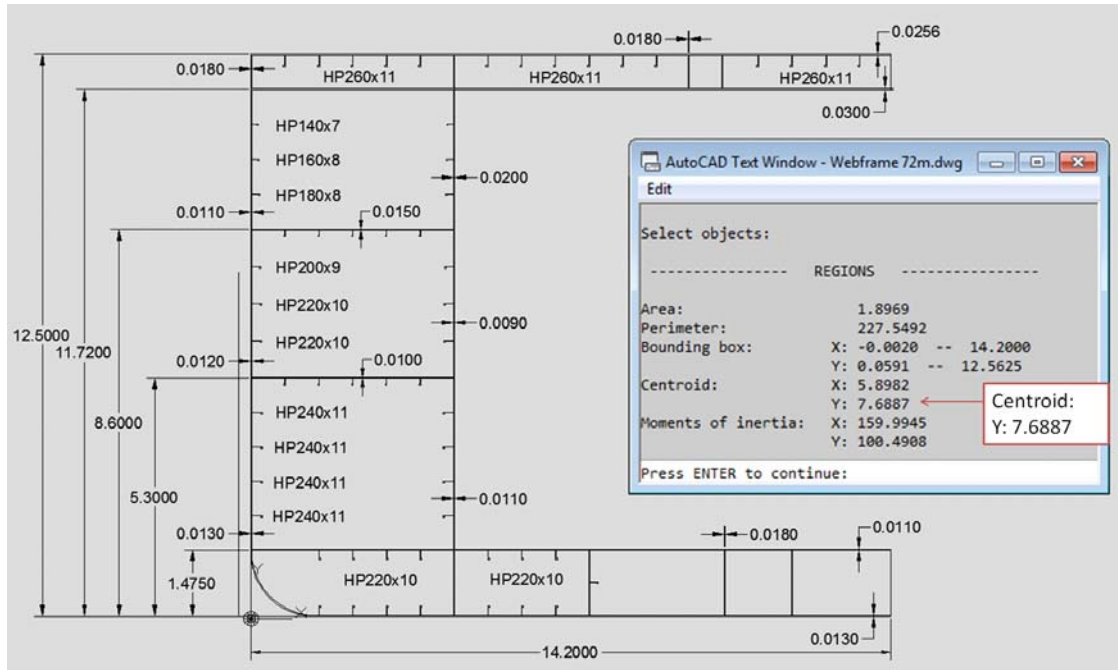 0.0256
0.0180
0.0180
HP260x11
HP260x11
HP260x11
0.0300
HP140x7
HP160x8
HP180x8
0.0200
0.0110
0.0150
HP200x9
HP220x10
HP220x10
0.0090
12.5000
11.7200
0.0120
0.0100
8.6000
HP240x11
HP240x11
HP240x11
HP240x11
5.3000
0.0110
0.0130
0.0180
0.0110
1.4750
HP220x10
HP220x10
Y
X
0.0130
14.2000
AutoCAD Text Window - Webframe 72m.dwg
Edit
Select objects:
---------------- REGIONS ----------------
Area: 1.8969
Perimeter: 227.5492
Bounding box: X: -0.0020 -- 14.2000
Y: 0.0591 -- 12.5625
Centroid: X: 5.8982
Y: 7.6887
Moments of inertia: X: 159.9945
Y: 100.4908
Press ENTER to continue:
Centroid:
Y: 7.6887